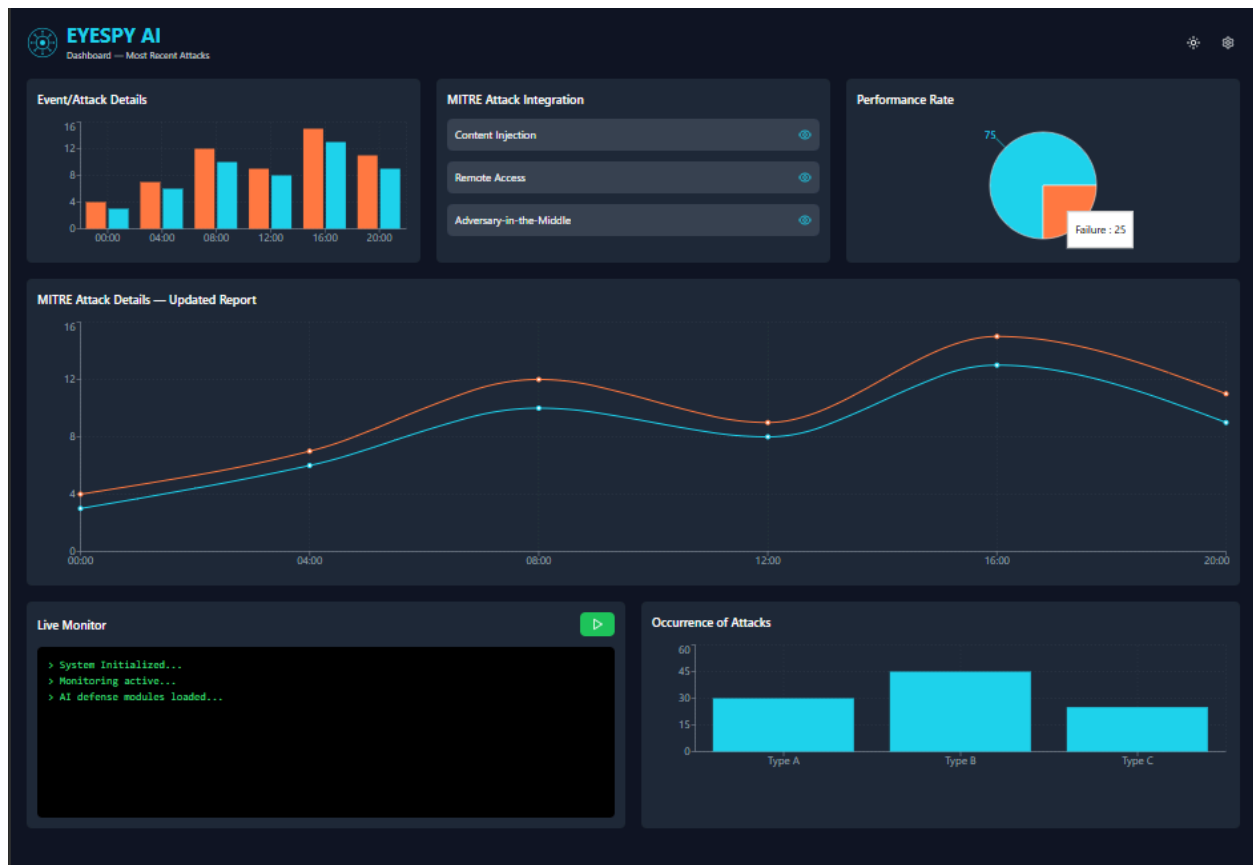 EYESPY AI
Dashboard — Most Recent Attacks
Event/Attack Details
16
12
8
4
0
00:00 04:00 08:00 12:00 16:00 20:00
MITRE Attack Integration
Content Injection
Remote Access
Adversary-in-the-Middle
Performance Rate
75
Failure : 25
MITRE Attack Details — Updated Report
16
12
8
4
0
00:00 04:00 08:00 12:00 16:00 20:00
Live Monitor
> System Initialized...
> Monitoring active...
> AI defense modules loaded...
Occurrence of Attacks
60
45
30
15
0
Type A Type B Type C